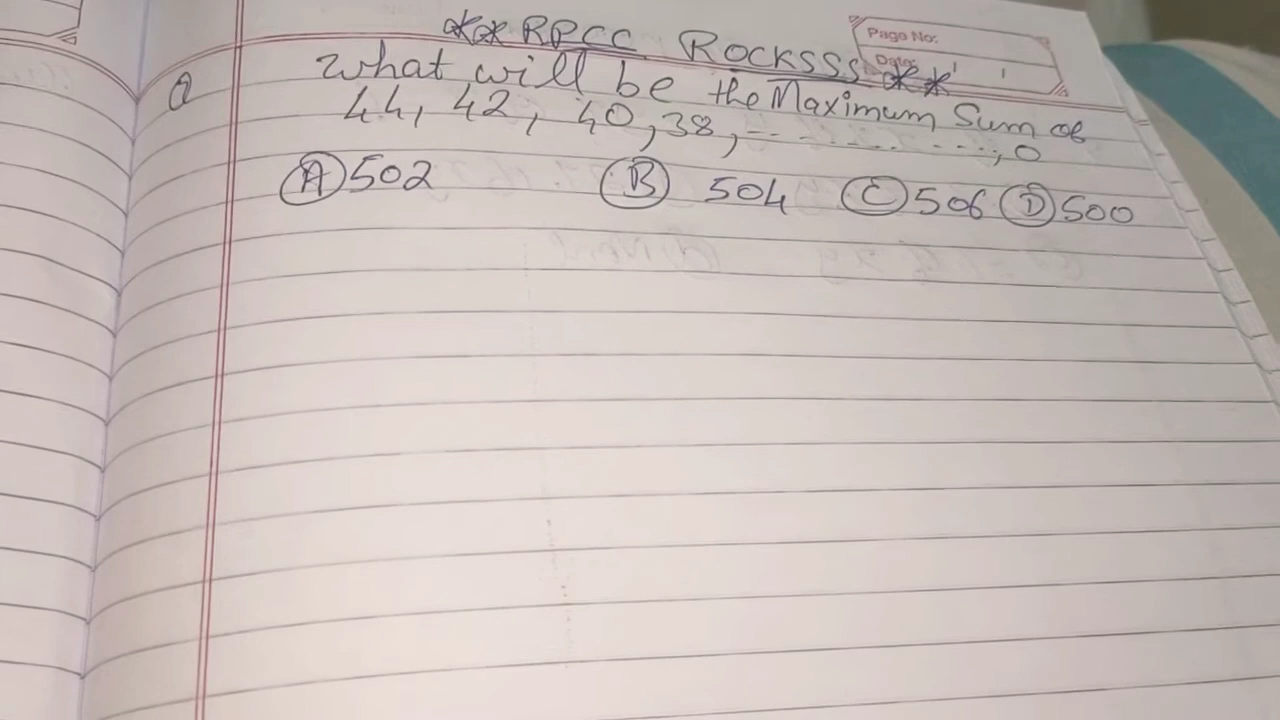 ** RPCC ROCKSSS **
Page No:
Date:
Q What will be the Maximum Sum of
44, 42, 40, 38, ............., 0
(A) 502 (B) 504 (C) 506 (D) 500